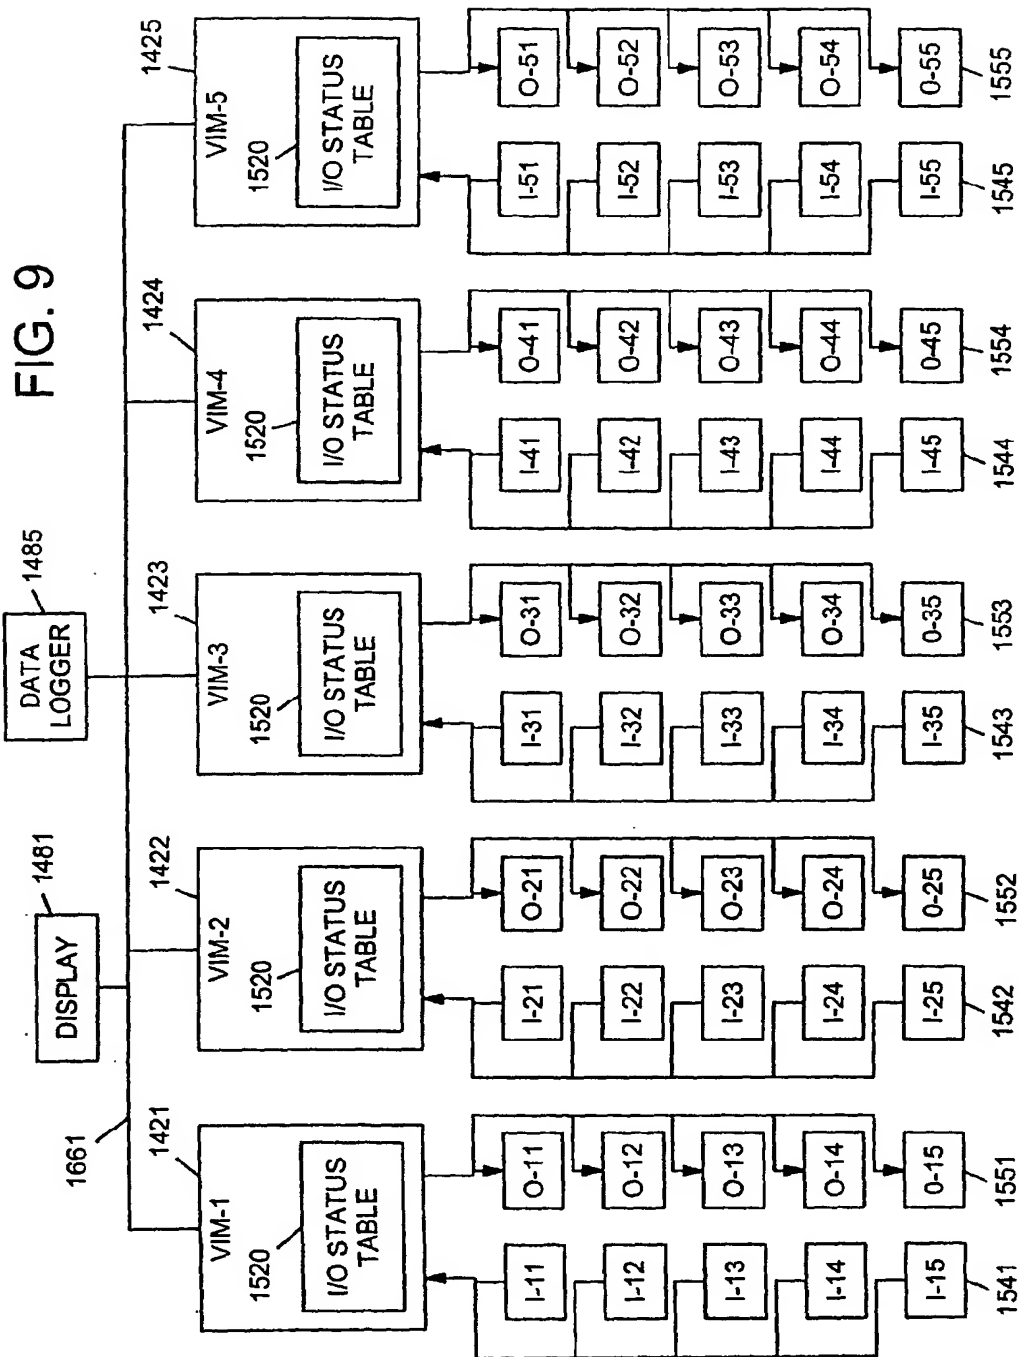 FIG. 9
DISPLAY
1481
DATA
LOGGER
1485
1661
1421
1422
1423
1424
1425
VIM-1
VIM-2
VIM-3
VIM-4
VIM-5
1520
1520
1520
1520
1520
I/O STATUS
TABLE
I/O STATUS
TABLE
I/O STATUS
TABLE
I/O STATUS
TABLE
I/O STATUS
TABLE
I-11
O-11
I-21
O-21
I-31
O-31
I-41
O-41
I-51
O-51
I-12
O-12
I-22
O-22
I-32
O-32
I-42
O-42
I-52
O-52
I-13
O-13
I-23
O-23
I-33
O-33
I-43
O-43
I-53
O-53
I-14
O-14
I-24
O-24
I-34
O-34
I-44
O-44
I-54
O-54
I-15
0-15
I-25
0-25
I-35
0-35
I-45
0-45
I-55
0-55
1541
1551
1542
1552
1543
1553
1544
1554
1545
1555